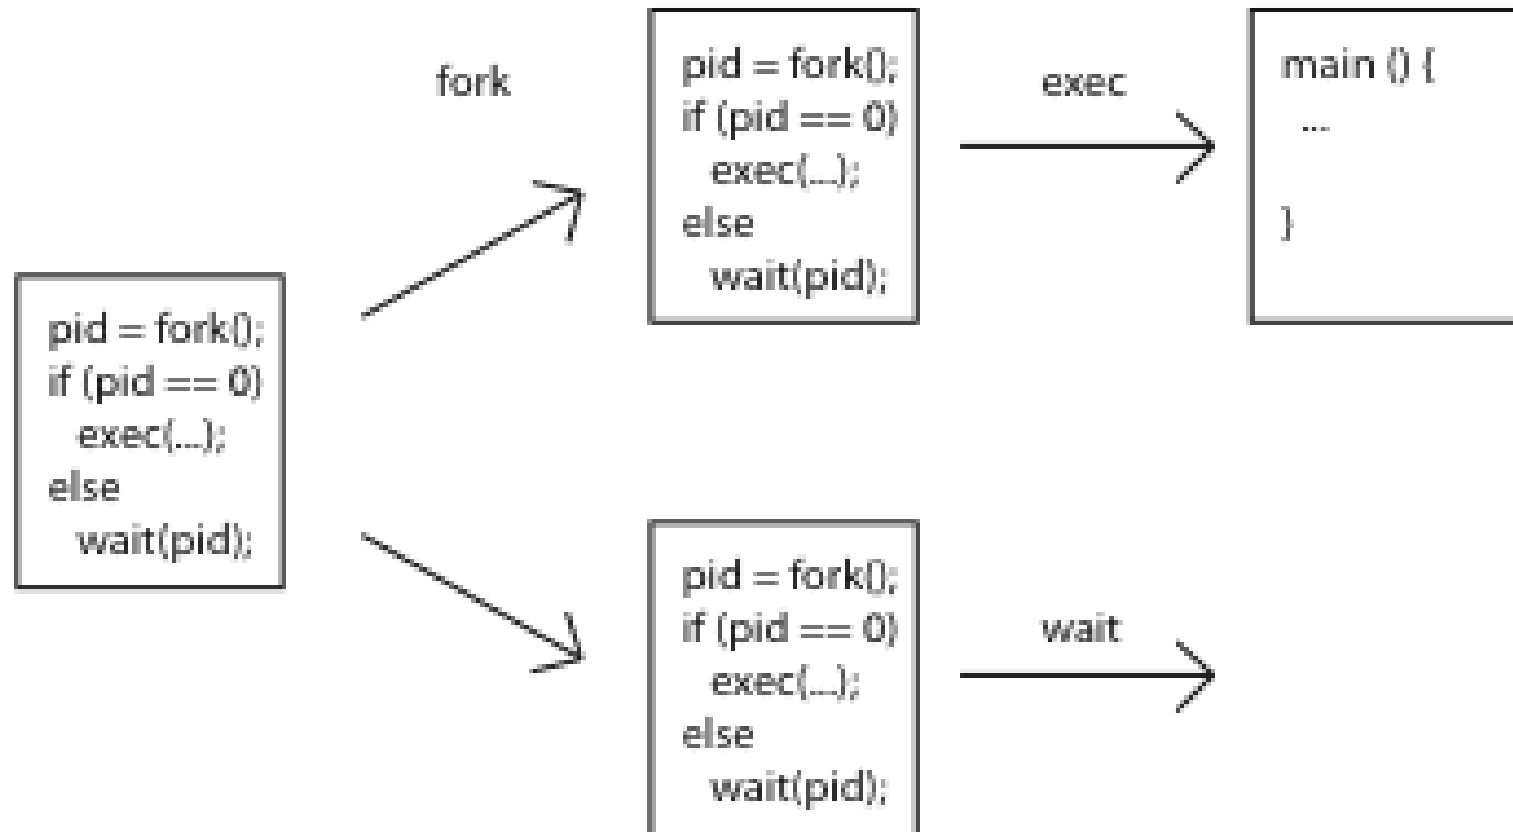 fork
pid = fork();
if (pid == 0)
exec(...);
else
wait(pid);
exec
main () {
...
}
pid = fork();
if (pid == 0)
exec(...);
else
wait(pid);
pid = fork();
if (pid == 0)
exec(...);
else
wait(pid);
wait